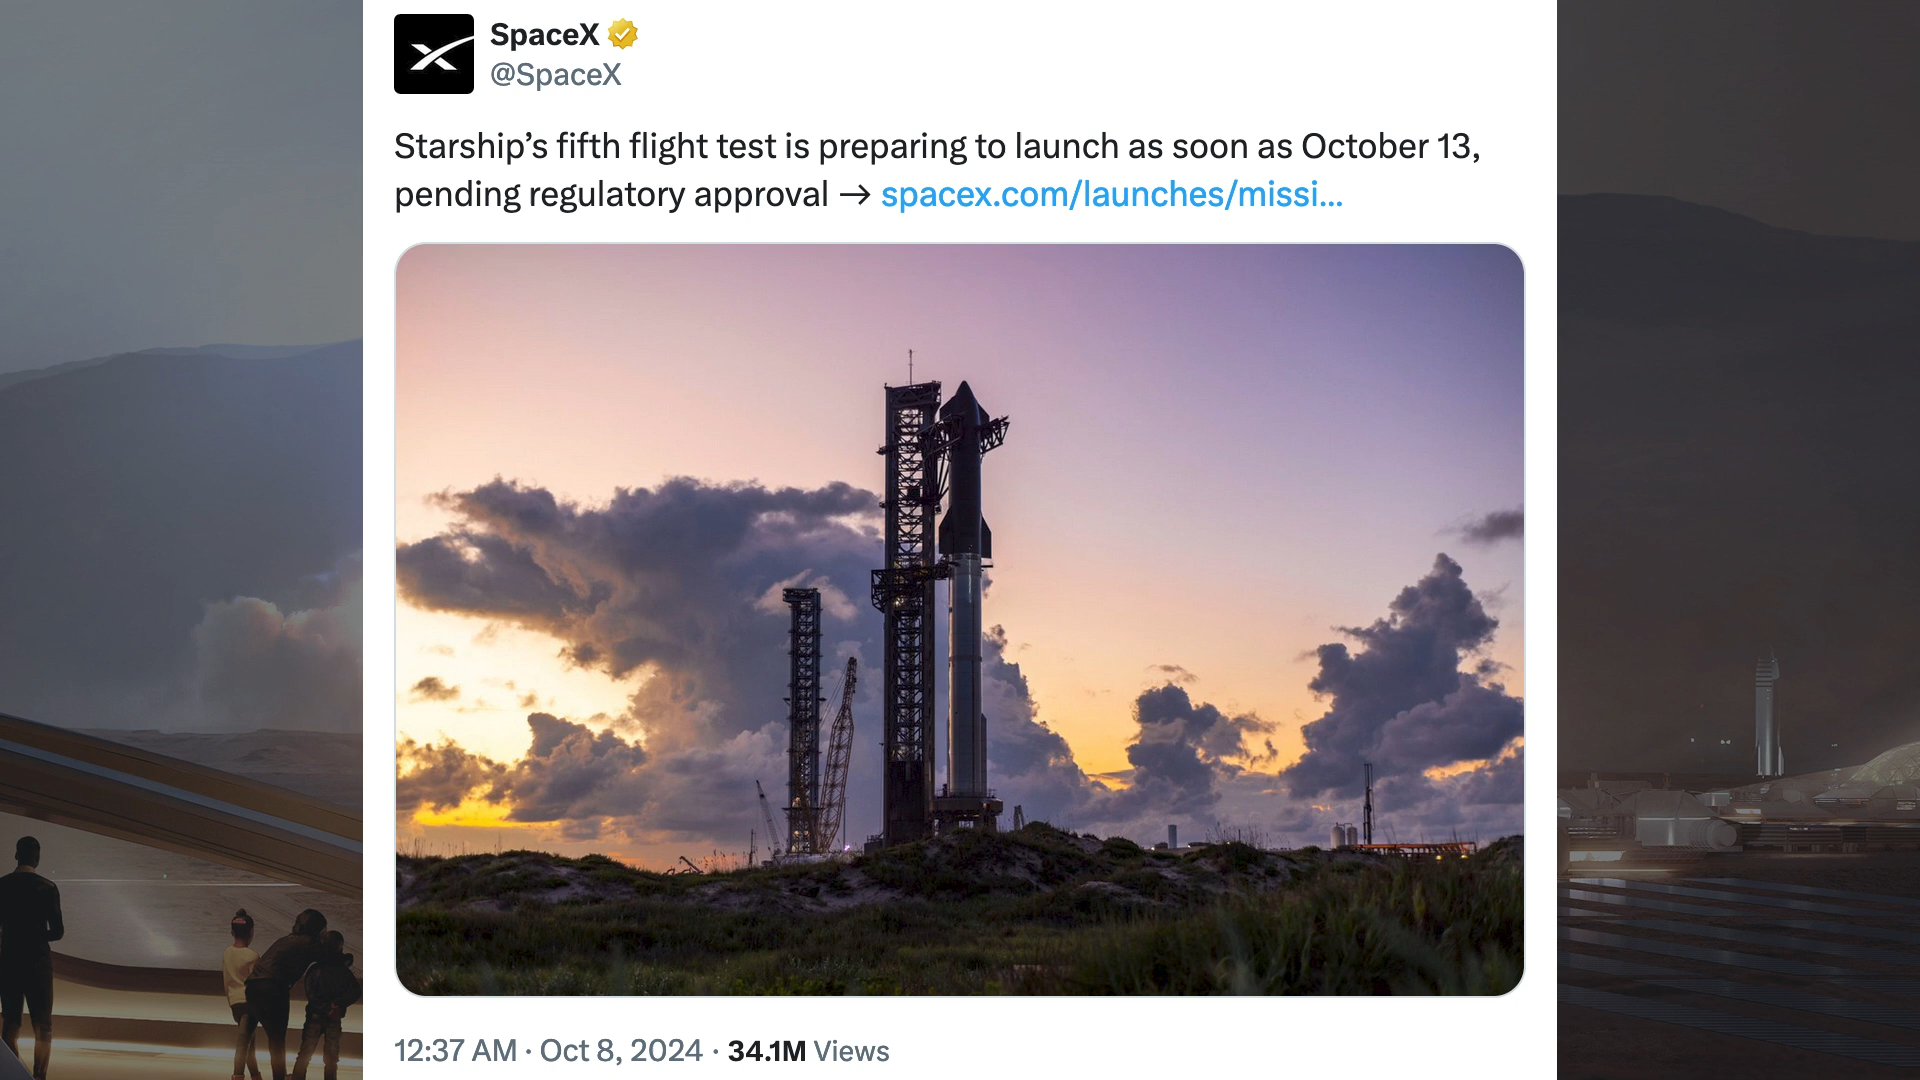 SpaceX
@SpaceX
Starship’s fifth flight test is preparing to launch as soon as October 13,
pending regulatory approval → spacex.com/launches/missi…
12:37 AM · Oct 8, 2024 · 34.1M Views